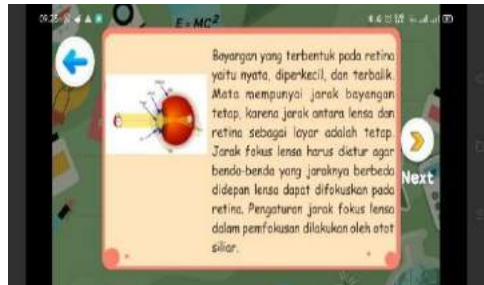 09.25
E = MC²
Bayangan yang terbentuk pada retina
yaitu nyata, diperkecil, dan terbalik.
Mata mempunyai jarak bayangan
tetap, karena jarak antara lensa dan
retina sebagai layar adalah tetap.
Jarak fokus lensa harus diatur agar
benda-benda yang jaraknya berbeda
didepan lensa dapat difokuskan pada
retina. Pengaturan jarak fokus lensa
dalam pemfokusan dilakukan oleh otot
siliar.
Next